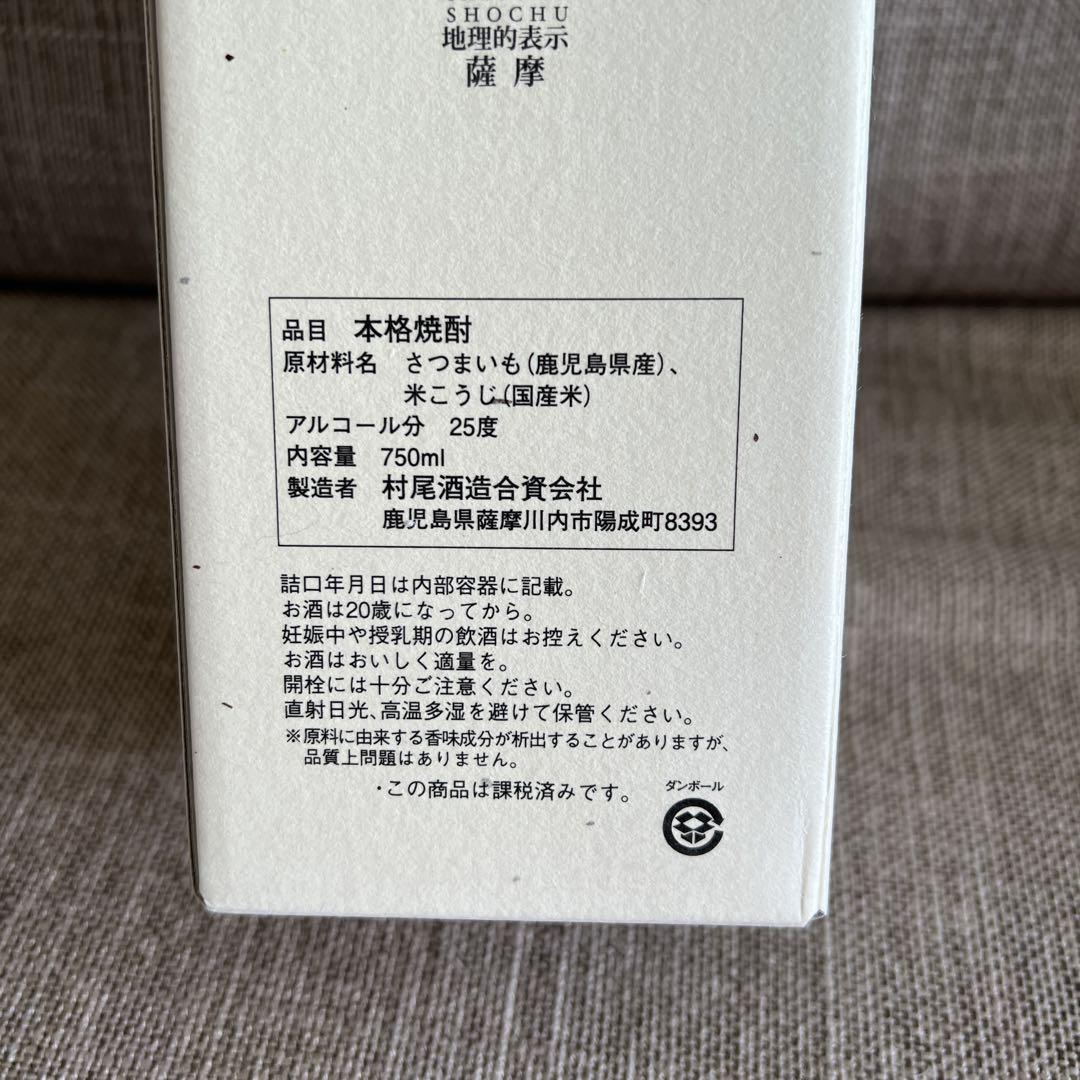 SHOCHU
地理的表示
薩摩
品目 本格焼酎
原材料名 さつまいも(鹿児島県産)、
米こうじ(国産米)
アルコール分 25度
内容量 750ml
製造者 村尾酒造合資会社
鹿児島県薩摩川内市陽成町8393
詰口年月日は内部容器に記載。
お酒は20歳になってから。
妊娠中や授乳期の飲酒はお控えください。
お酒はおいしく適量を。
開栓には十分ご注意ください。
直射日光、高温多湿を避けて保管ください。
※原料に由来する香味成分が析出することがありますが、
品質上問題はありません。
・この商品は課税済みです。
ダンボール